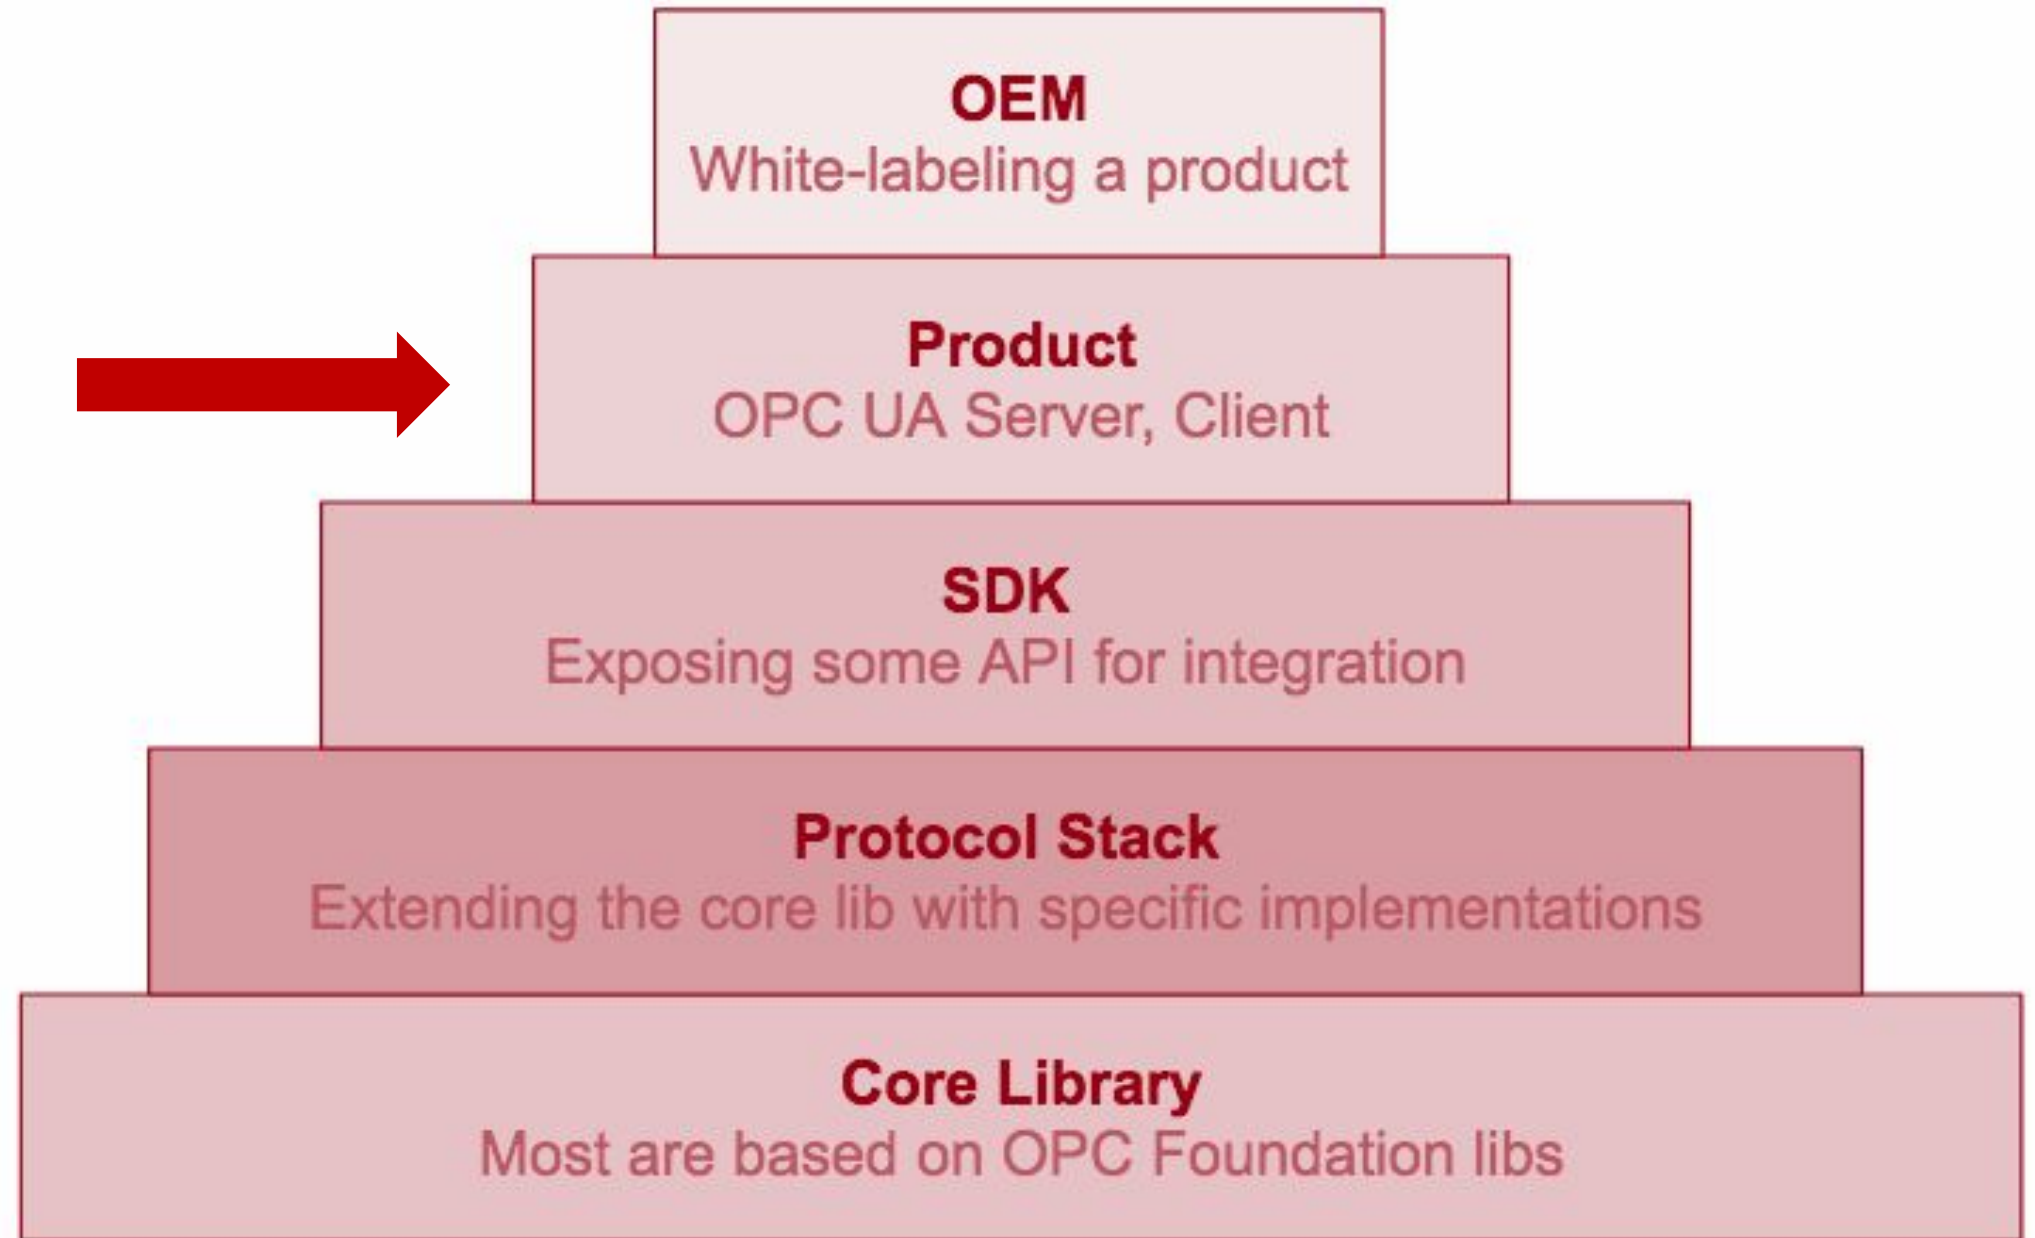 OEM
White-labeling a product
Product
OPC UA Server, Client
SDK
Exposing some API for integration
Protocol Stack
Extending the core lib with specific implementations
Core Library
Most are based on OPC Foundation libs